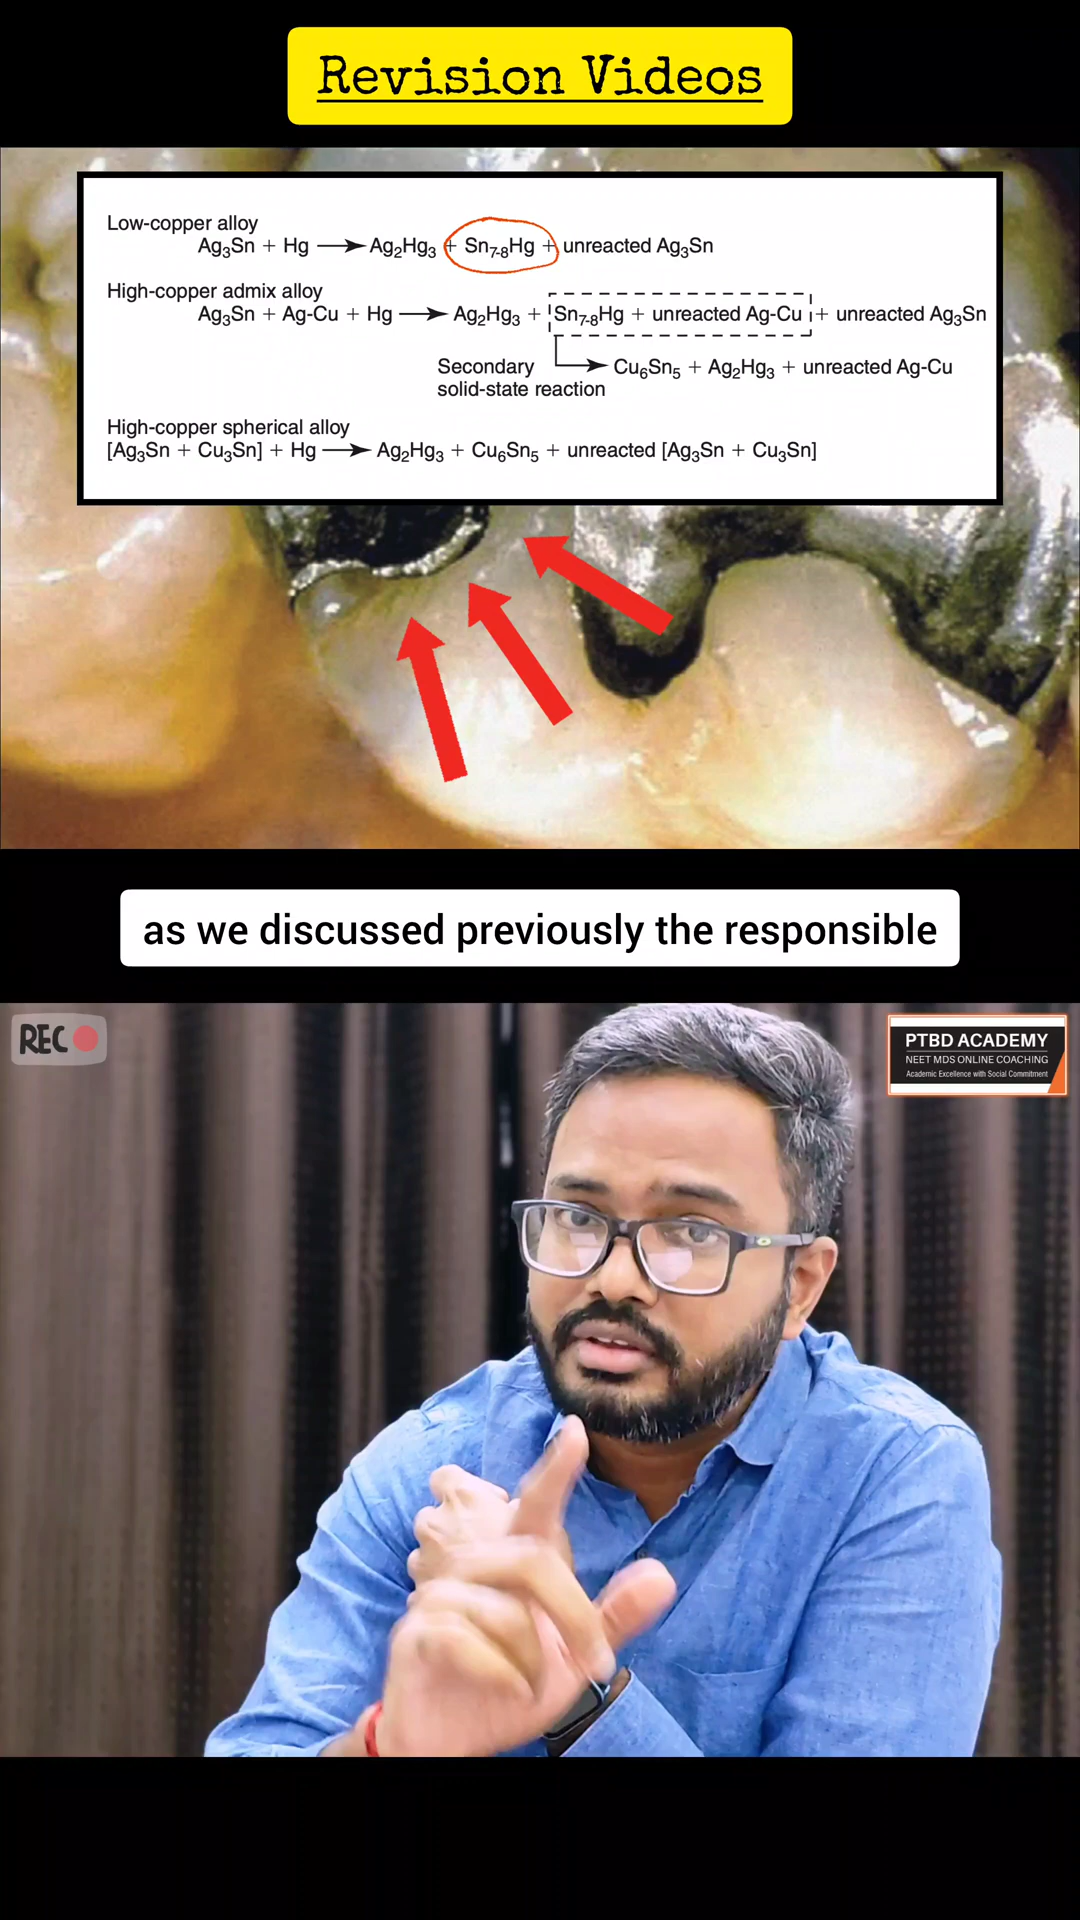 Revision Videos
Low-copper alloy
Ag₃Sn + Hg ⟶ Ag₂Hg₃ + Sn₇₋₈Hg + unreacted Ag₃Sn
High-copper admix alloy
Ag₃Sn + Ag-Cu + Hg ⟶ Ag₂Hg₃ + Sn₇₋₈Hg + unreacted Ag-Cu + unreacted Ag₃Sn
Secondary ⟶ Cu₆Sn₅ + Ag₂Hg₃ + unreacted Ag-Cu
solid-state reaction
High-copper spherical alloy
[Ag₃Sn + Cu₃Sn] + Hg ⟶ Ag₂Hg₃ + Cu₆Sn₅ + unreacted [Ag₃Sn + Cu₃Sn]
as we discussed previously the responsible
REC
PTBD ACADEMY
NEET MDS ONLINE COACHING
Academic Excellence with Social Commitment